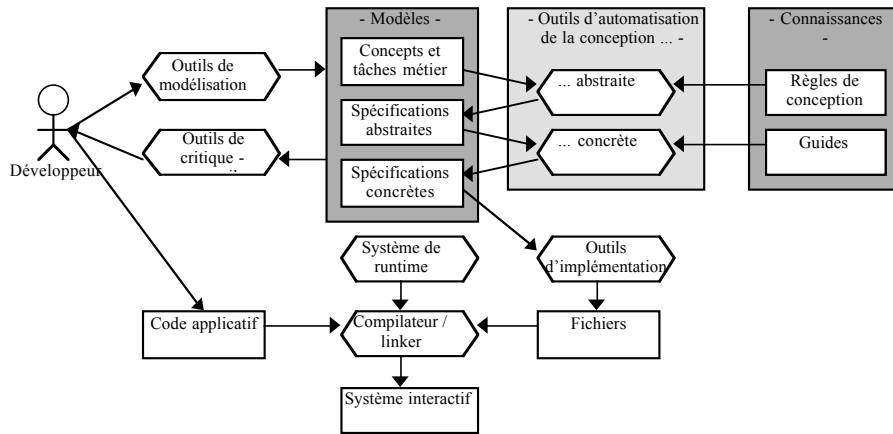 - Modèles -
- Outils d'automatisation
de la conception ... -
- Connaissances
-
Outils de
modélisation
Concepts et
tâches métier
... abstraite
Règles de
conception
Développeur
Outils de
critique -
Spécifications
abstraites
... concrète
Guides
Spécifications
concrètes
Système de
runtime
Outils
d'implémentation
Code applicatif
Compilateur /
linker
Fichiers
Système interactif